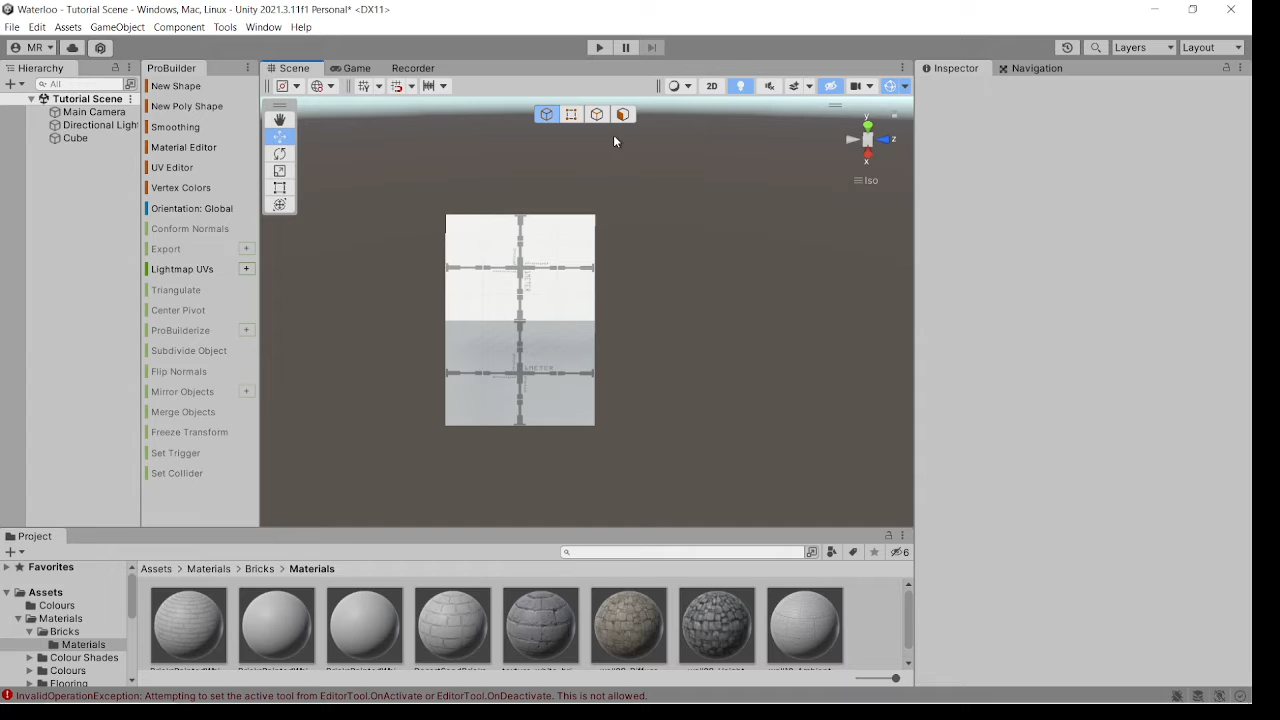 Waterloo - Tutorial Scene - Windows, Mac, Linux - Unity 2021.3.11f1 Personal* <DX11>
File Edit Assets GameObject Component Tools Window Help
MR Layers Layout
Hierarchy ProBuilder Scene Game Recorder Inspector Navigation
All
Tutorial Scene
Main Camera
Directional Light
Cube
New Shape
New Poly Shape
Smoothing
Material Editor
UV Editor
Vertex Colors
Orientation: Global
Conform Normals
Export
Lightmap UVs
Triangulate
Center Pivot
ProBuilderize
Subdivide Object
Flip Normals
Mirror Objects
Merge Objects
Freeze Transform
Set Trigger
Set Collider
2D
y
z
x
Iso
Project
6
Favorites
Assets
Colours
Materials
Bricks
Materials
Colour Shades
Colours
Flooring
Assets > Materials > Bricks > Materials
InvalidOperationException: Attempting to set the active tool from EditorTool.OnActivate or EditorTool.OnDeactivate. This is not allowed.